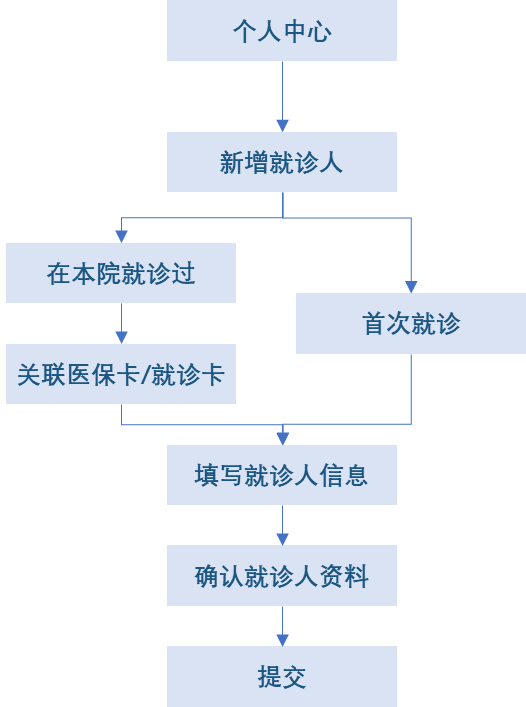 个人中心
新增就诊人
在本院就诊过
首次就诊
关联医保卡/就诊卡
填写就诊人信息
确认就诊人资料
提交